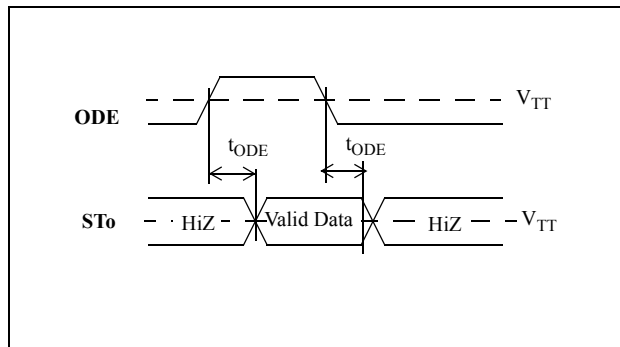 V_TT
ODE
t_ODE t_ODE
STo HiZ Valid Data HiZ V_TT